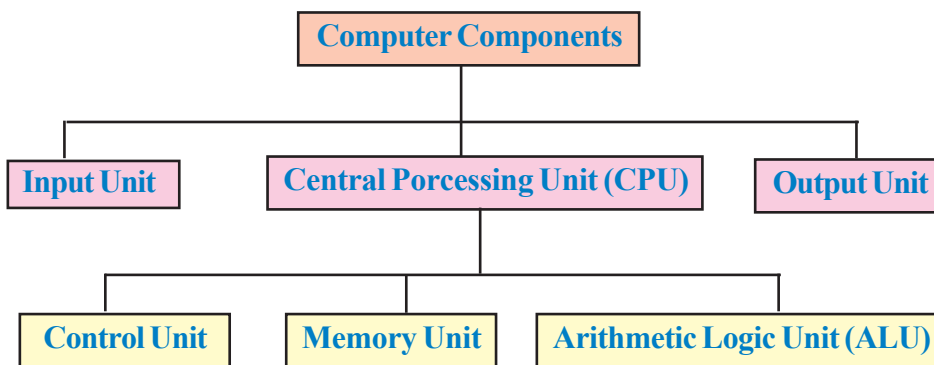 Computer Components
Input Unit
Central Porcessing Unit (CPU)
Output Unit
Control Unit
Memory Unit
Arithmetic Logic Unit (ALU)